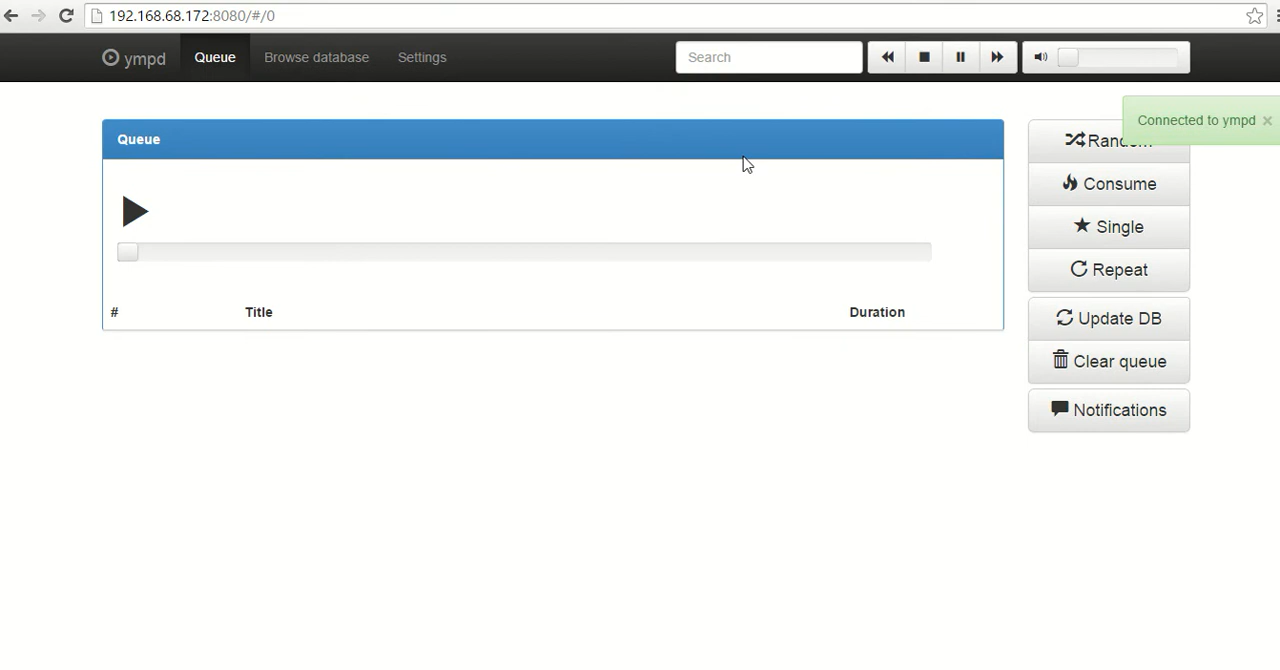 192.168.68.172:8080/#/0
ympd Queue Browse database Settings Search
Connected to ympd ×
Queue
Random
Consume
Single
Repeat
# Title Duration
Update DB
Clear queue
Notifications